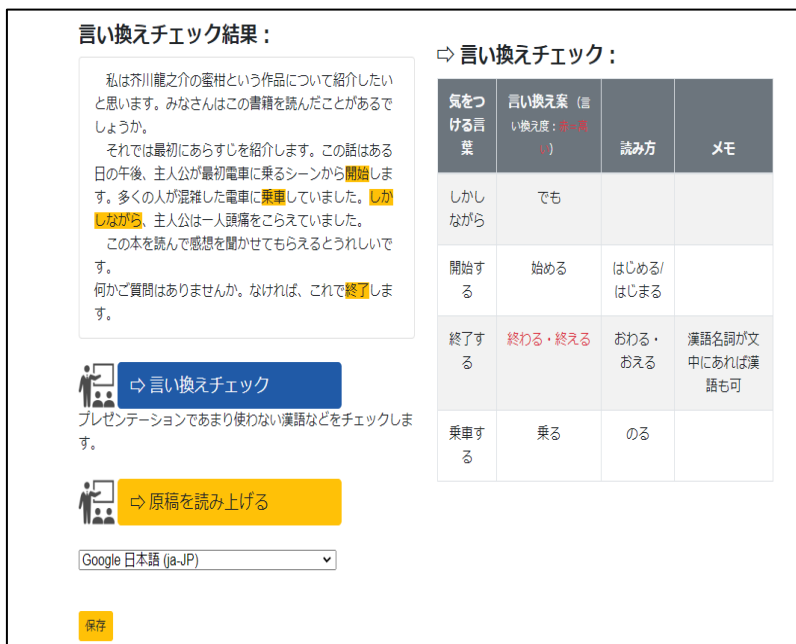 言い換えチェック結果：
私は芥川龍之介の蜜柑という作品について紹介したい
と思います。みなさんはこの書籍を読んだことがあるで
しょうか。
それでは最初にあらすじを紹介します。この話はある
日の午後、主人公が最初電車に乗るシーンから開始しま
す。多くの人が混雑した電車に乗車していました。しか
しながら、主人公は一人頭痛をこらえていました。
この本を読んで感想を聞かせてもらえるとうれしいで
す。
何かご質問はありませんか。なければ、これで終了しま
す。
⇨ 言い換えチェック
プレゼンテーションであまり使わない漢語などをチェックしま
す。
⇨ 原稿を読み上げる
Google 日本語 (ja-JP)
保存
⇨ 言い換えチェック：
気をつ
ける言
葉
言い換え案（言
い換え度：
）
読み方
メモ
しかし
ながら
でも
開始す
る
始める
はじめる/
はじまる
終了す
る
終わる・終える
おわる・
おえる
漢語名詞が文
中にあれば漢
語も可
乗車す
る
乗る
のる